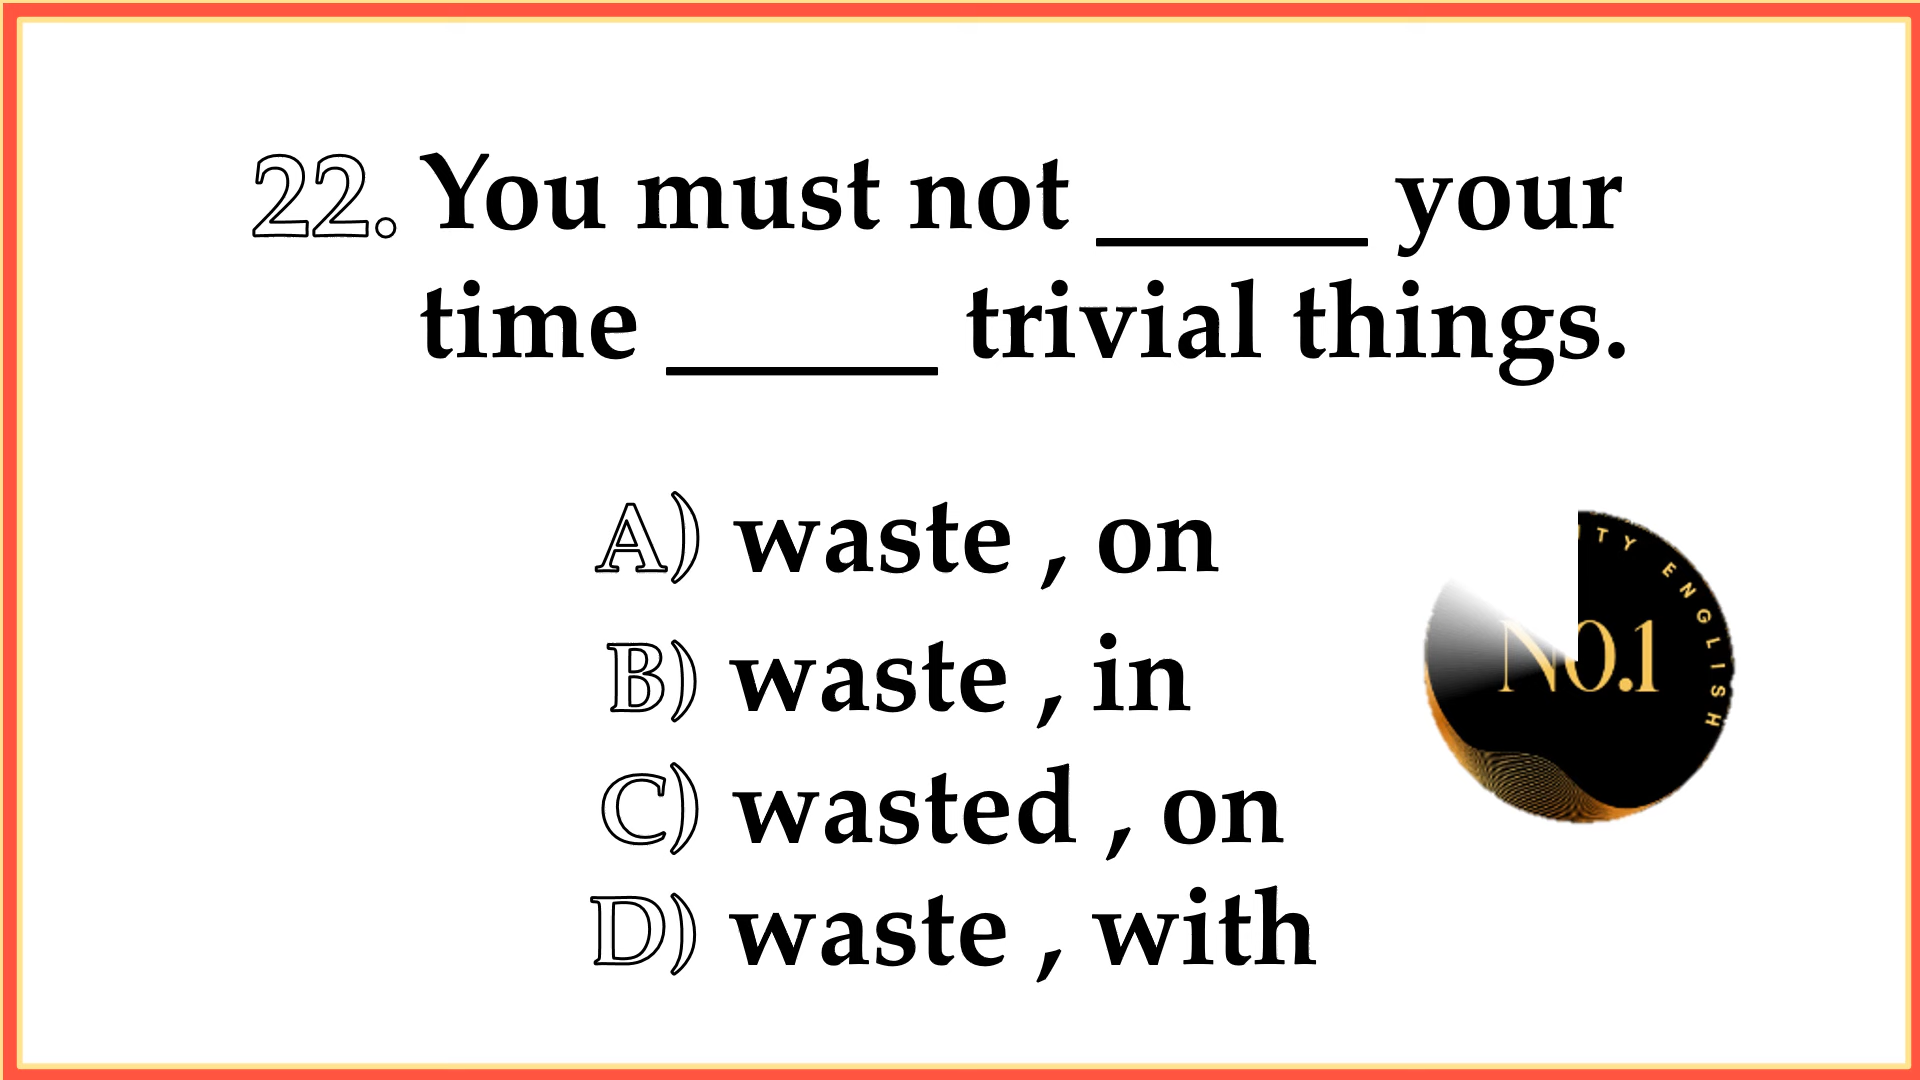 22. You must not _____ your
time _____ trivial things.
A) waste , on
B) waste , in
C) wasted , on
D) waste , with
ENGLISH
NO.1